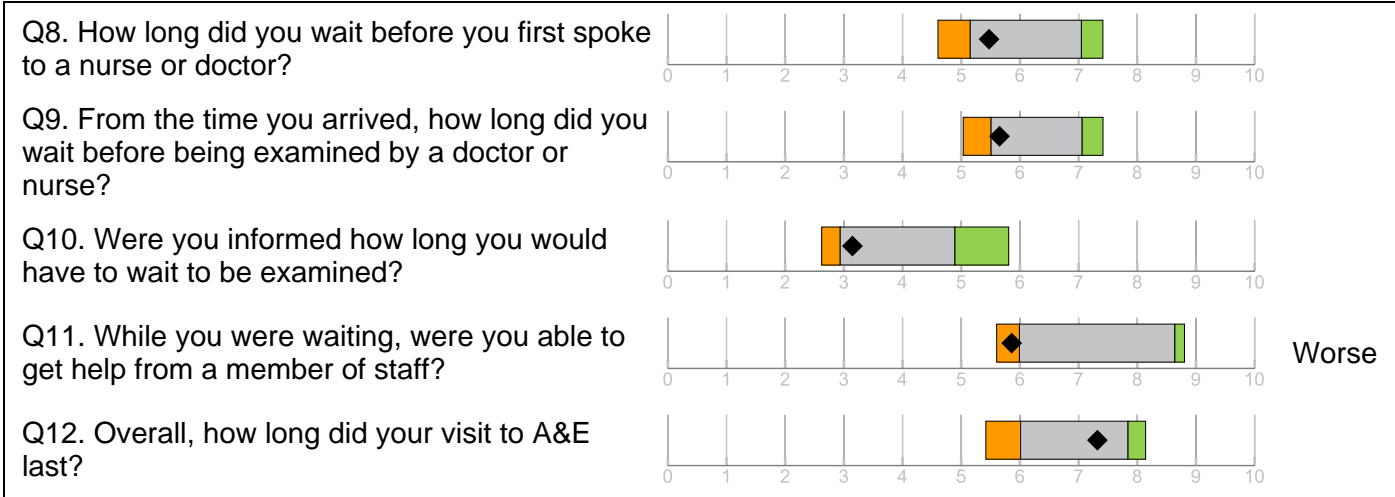 Q8. How long did you wait before you first spoke
to a nurse or doctor?
0 1 2 3 4 5 6 7 8 9 10
Q9. From the time you arrived, how long did you
wait before being examined by a doctor or
nurse?
0 1 2 3 4 5 6 7 8 9 10
Q10. Were you informed how long you would
have to wait to be examined?
0 1 2 3 4 5 6 7 8 9 10
Q11. While you were waiting, were you able to
get help from a member of staff?
0 1 2 3 4 5 6 7 8 9 10
Worse
Q12. Overall, how long did your visit to A&E
last?
0 1 2 3 4 5 6 7 8 9 10